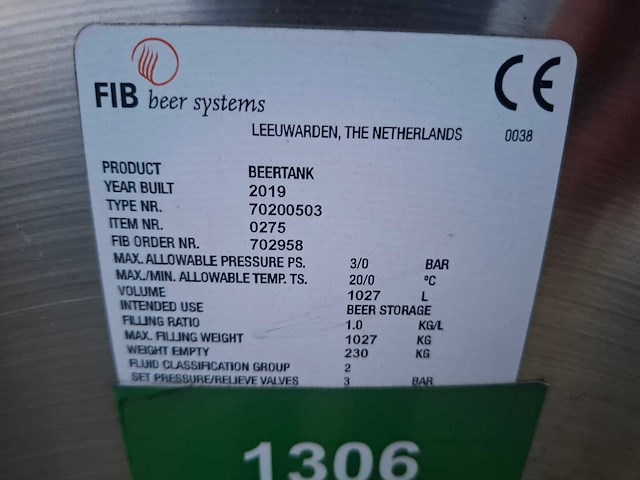 FIB beer systems
CE
LEEUWARDEN, THE NETHERLANDS 0038
PRODUCT BEERTANK
YEAR BUILT 2019
TYPE NR. 70200503
ITEM NR. 0275
FIB ORDER NR. 702958
MAX. ALLOWABLE PRESSURE PS. 3/0 BAR
MAX./MIN. ALLOWABLE TEMP. TS. 20/0 ºC
VOLUME 1027 L
INTENDED USE BEER STORAGE
FILLING RATIO 1.0 KG/L
MAX. FILLING WEIGHT 1027 KG
WEIGHT EMPTY 230 KG
FLUID CLASSIFICATION GROUP 2
SET PRESSURE/RELIEVE VALVES 3 BAR
1306